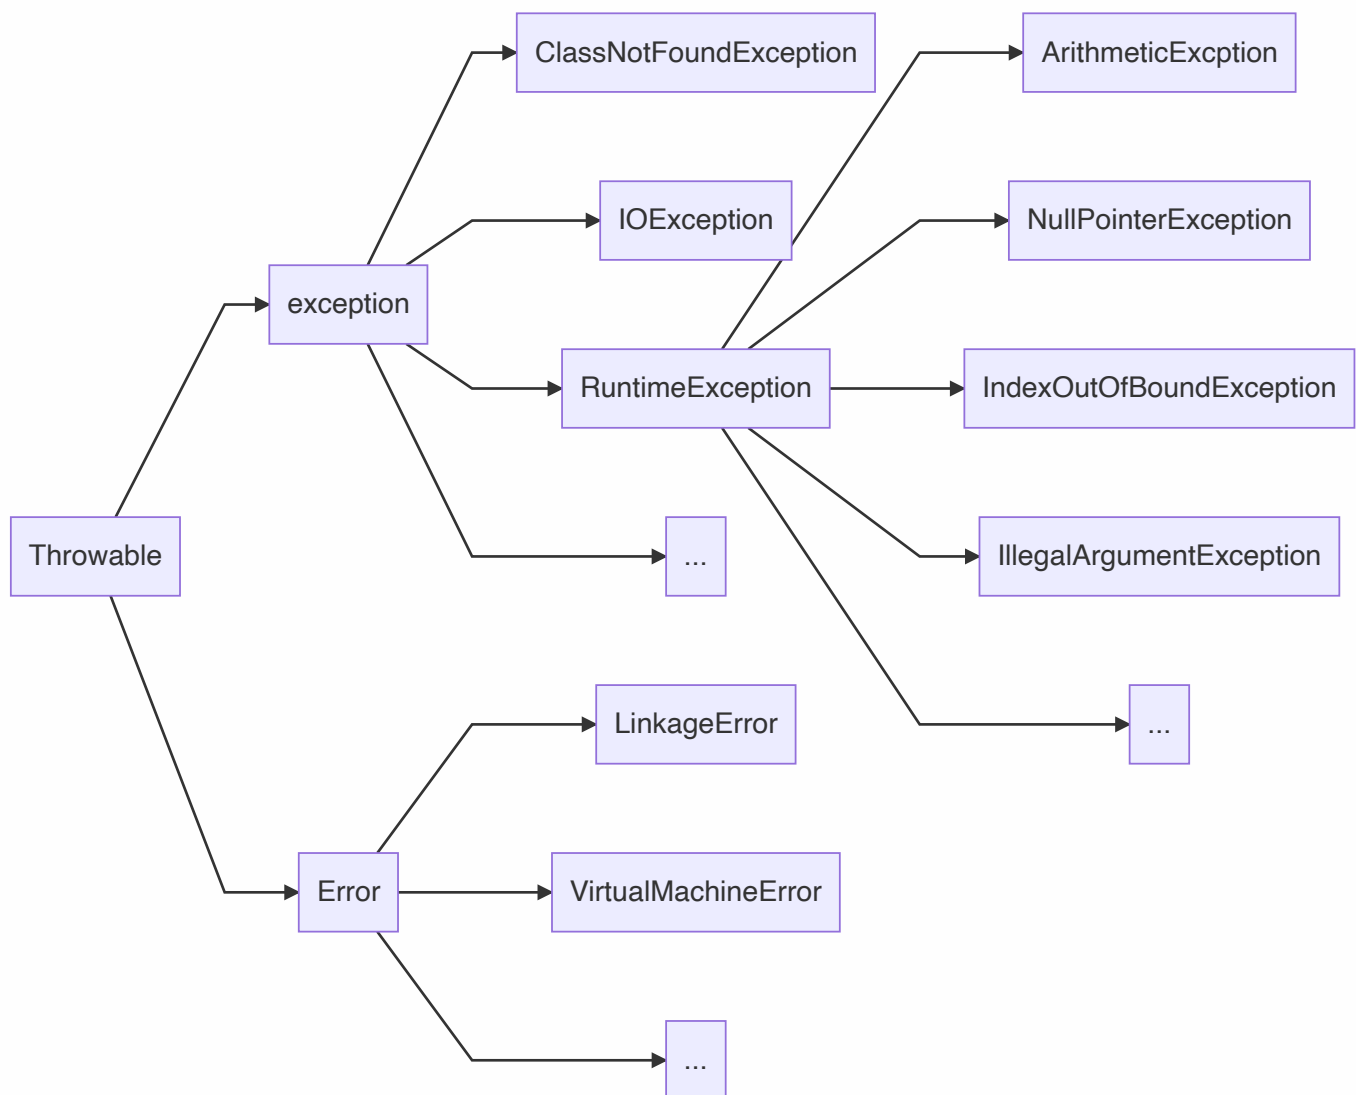 ClassNotFoundException
ArithmeticExcption
IOException
NullPointerException
exception
RuntimeException
IndexOutOfBoundException
Throwable
...
IllegalArgumentException
LinkageError
...
Error
VirtualMachineError
...